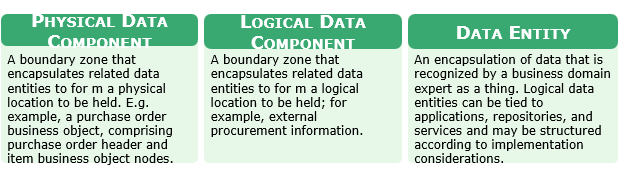 PHYSICAL DATA
COMPONENT
A boundary zone that
encapsulates related data
entities to for m a physical
location to be held. E.g.
example, a purchase order
business object, comprising
purchase order header and
item business object nodes.
LOGICAL DATA
COMPONENT
A boundary zone that
encapsulates related data
entities to for m a logical
location to be held; for
example, external
procurement information.
DATA ENTITY
An encapsulation of data that is
recognized by a business domain
expert as a thing. Logical data
entities can be tied to
applications, repositories, and
services and may be structured
according to implementation
considerations.